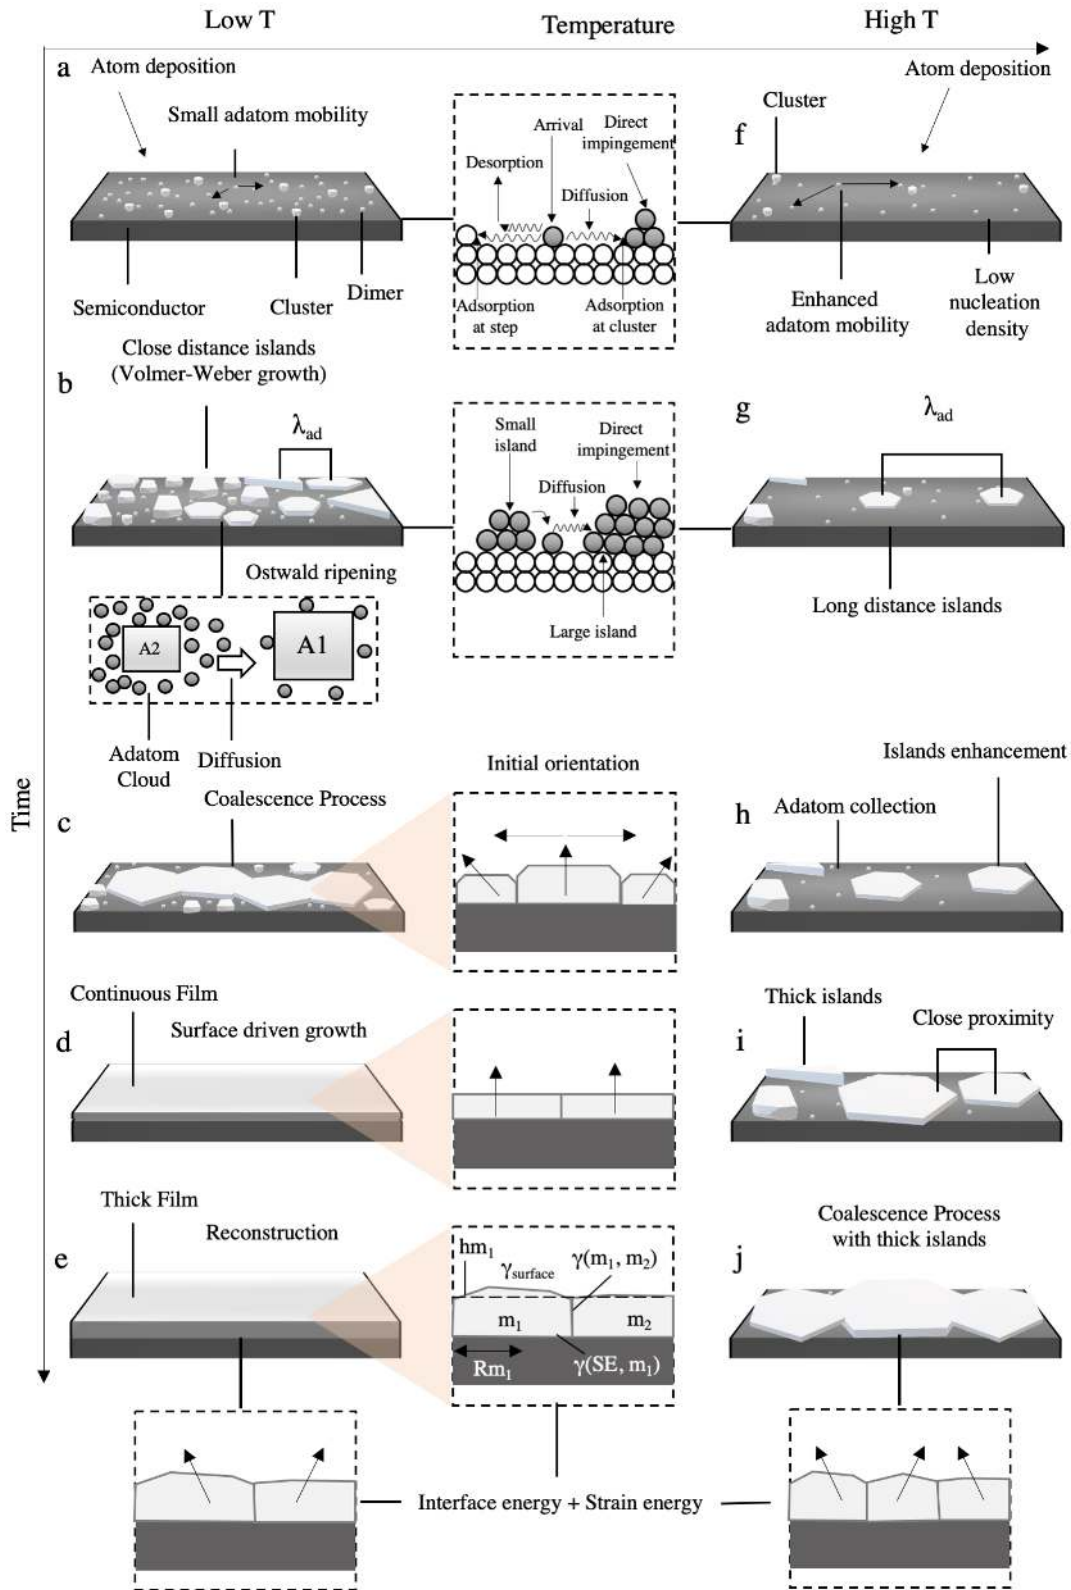 Low T
Temperature
High T
a
Atom deposition
Small adatom mobility
Semiconductor
Cluster
Dimer
Arrival
Direct
impingement
Desorption
Diffusion
Adsorption
at step
Adsorption
at cluster
f
Cluster
Atom deposition
Enhanced
adatom mobility
Low
nucleation
density
b
Close distance islands
(Volmer-Weber growth)
λad
Ostwald ripening
A2
A1
Adatom
Cloud
Diffusion
Small
island
Direct
impingement
Diffusion
Large island
g
λad
Long distance islands
Time
c
Coalescence Process
Initial orientation
h
Adatom collection
Islands enhancement
d
Continuous Film
Surface driven growth
i
Thick islands
Close proximity
e
Thick Film
Reconstruction
hm1
γsurface
γ(m1, m2)
m1
m2
Rm1
γ(SE, m1)
j
Coalescence Process
with thick islands
Interface energy + Strain energy